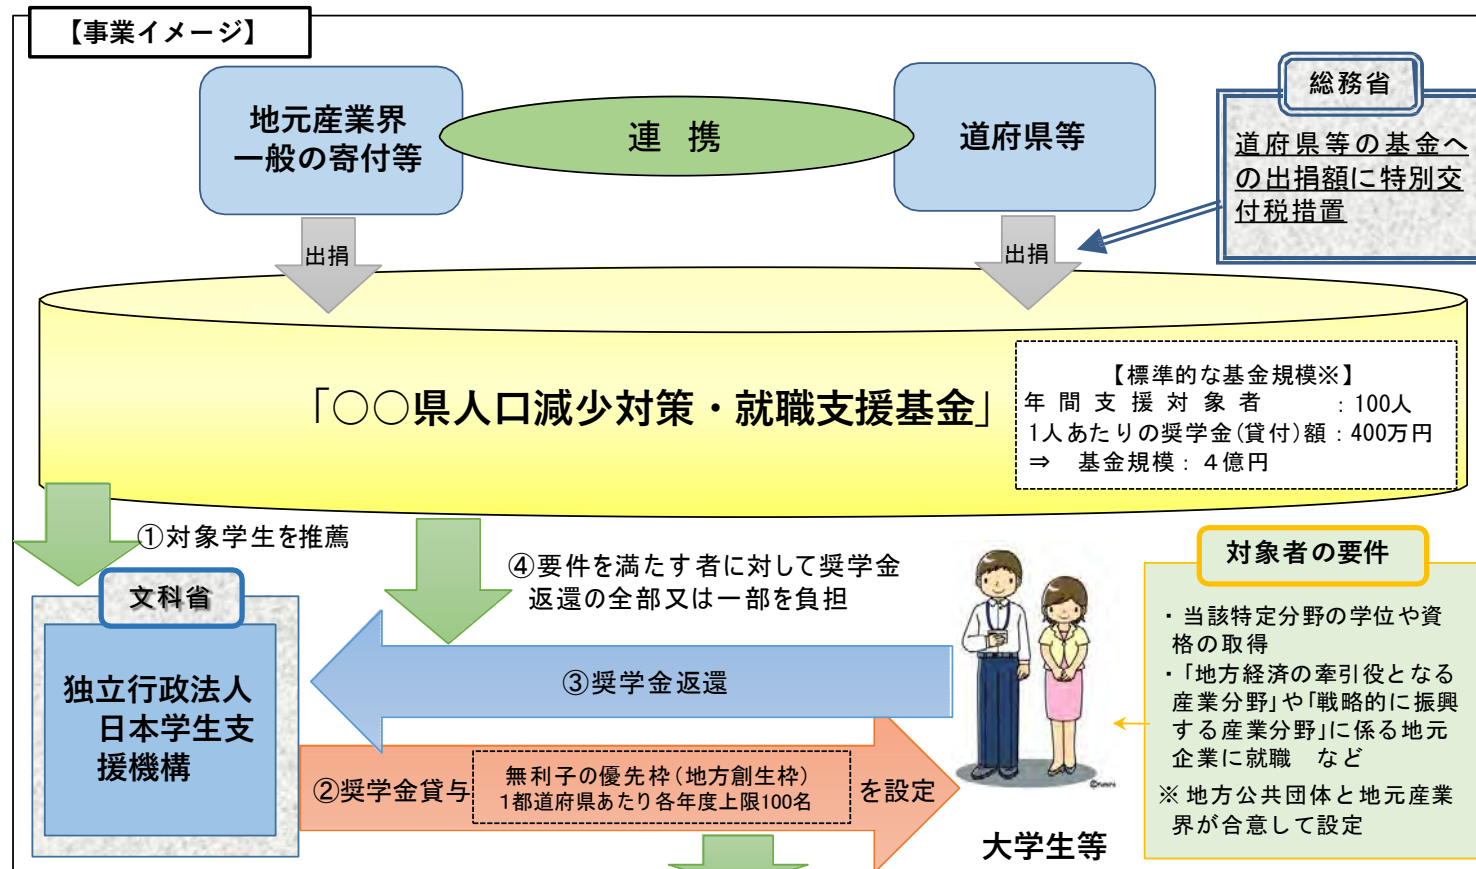 【事業イメージ】
地元産業界
一般の寄付等
連 携
道府県等
総務省
道府県等の基金へ
の出捐額に特別交
付税措置
出捐
出捐
「○○県人口減少対策・就職支援基金」
【標準的な基金規模※】
年間支援対象者 ：100人
1人あたりの奨学金(貸付)額：400万円
⇒ 基金規模：４億円
①対象学生を推薦
④要件を満たす者に対して奨学金
返還の全部又は一部を負担
文科省
独立行政法人
日本学生支
援機構
③奨学金返還
②奨学金貸与
無利子の優先枠（地方創生枠）
1都道府県あたり各年度上限100名
を設定
大学生等
対象者の要件
・当該特定分野の学位や資
格の取得
・「地方経済の牽引役となる
産業分野」や「戦略的に振興
する産業分野」に係る地元
企業に就職 など
※地方公共団体と地元産業
界が合意して設定